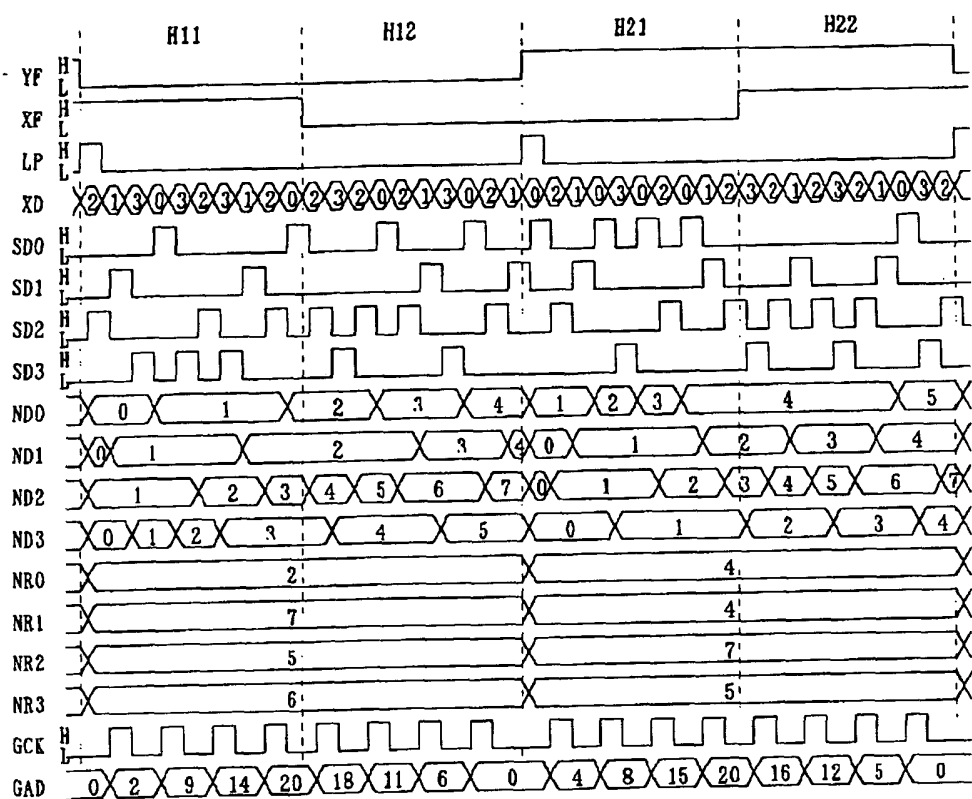 H11 H12 H21 H22
YF H L
XF H L
LP H L
XD 2 1 3 0 3 2 3 1 2 0 2 3 2 0 2 1 3 0 2 1 0 2 1 0 3 0 2 0 1 2 3 2 1 2 3 2 1 0 3 2
SD0 H L
SD1 H L
SD2 H L
SD3 H L
ND0 0 1 2 3 4 1 2 3 4 5
ND1 0 1 2 3 4 0 1 2 3 4
ND2 1 2 3 4 5 6 7 0 1 2 3 4 5 6 7
ND3 0 1 2 3 4 5 0 1 2 3 4
NR0 2 4
NR1 7 4
NR2 5 7
NR3 6 5
GCK H L
GAD 0 2 9 14 20 18 11 6 0 4 8 15 20 16 12 5 0